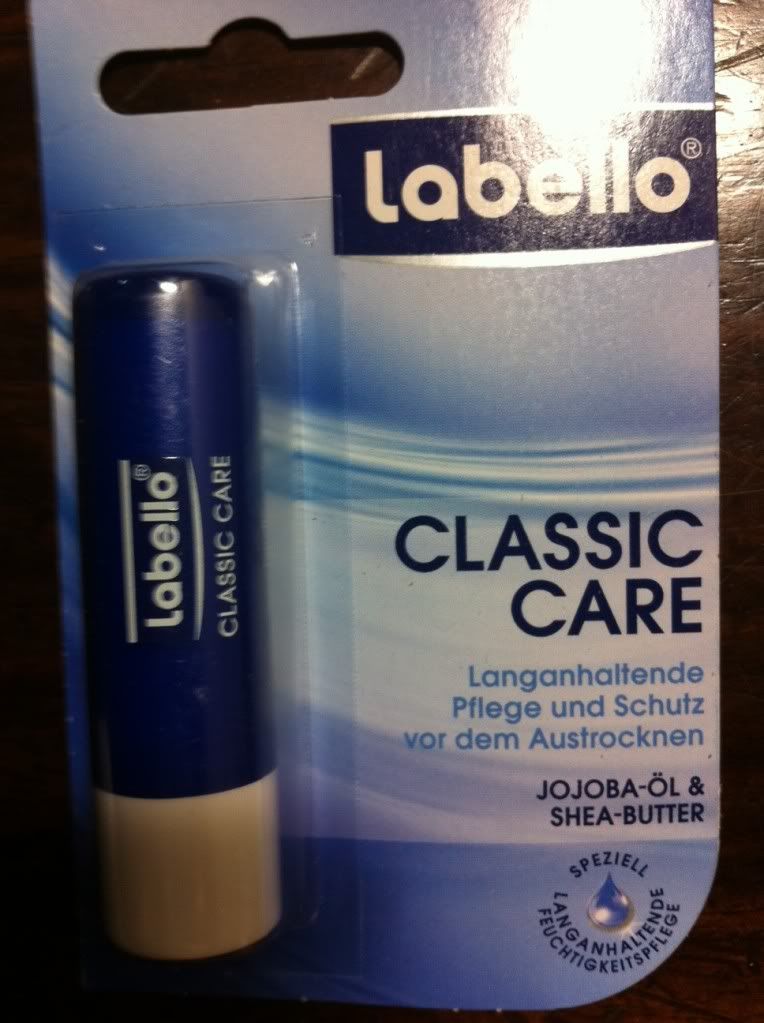 Labello®
Labello®
CLASSIC CARE
CLASSIC
CARE
Langanhaltende
Pflege und Schutz
vor dem Austrocknen
JOJOBA-ÖL &
SHEA-BUTTER
SPEZIELL
LANGANHALTENDE
FEUCHTIGKEITSPFLEGE